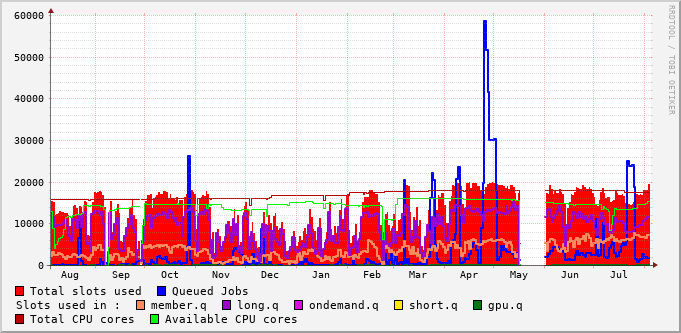 60000
50000
40000
30000
20000
10000
0
Aug Sep Oct Nov Dec Jan Feb Mar Apr May Jun Jul
RRDTOOL / TOBI OETIKER
Total slots used Queued Jobs
Slots used in : member.q long.q ondemand.q short.q gpu.q
Total CPU cores Available CPU cores